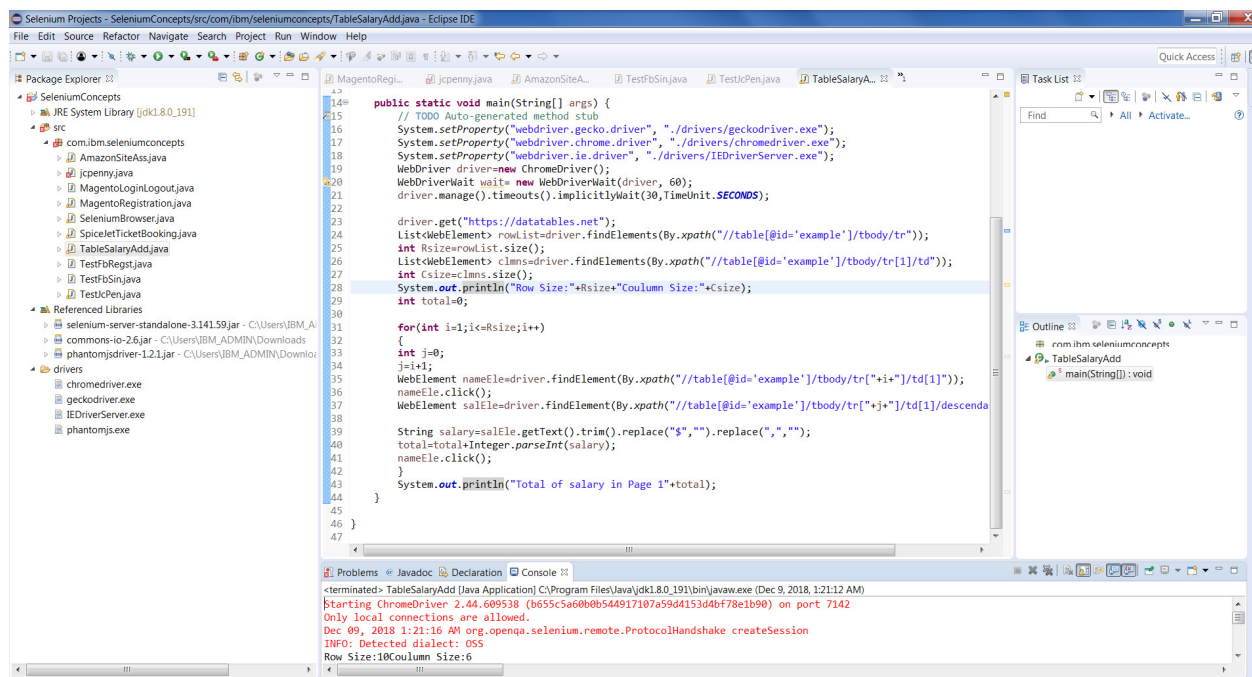 Selenium Projects - SeleniumConcepts/src/com/ibm/seleniumconcepts/TableSalaryAdd.java - Eclipse IDE
File Edit Source Refactor Navigate Search Project Run Window Help
Quick Access
Package Explorer
SeleniumConcepts
JRE System Library [jdk1.8.0_191]
src
com.ibm.seleniumconcepts
AmazonSiteAss.java
jcpenny.java
MagentoLoginLogout.java
MagentoRegistration.java
SeleniumBrowser.java
SpiceJetTicketBooking.java
TableSalaryAdd.java
TestFbRegst.java
TestFbSin.java
TestJcPen.java
Referenced Libraries
selenium-server-standalone-3.141.59.jar - C:\Users\IBM_A
commons-io-2.6.jar - C:\Users\IBM_ADMIN\Downloads
phantomjsdriver-1.2.1.jar - C:\Users\IBM_ADMIN\Downloa
drivers
chromedriver.exe
geckodriver.exe
IEDriverServer.exe
phantomjs.exe
MagentoRegi... jcpenny.java AmazonSiteA... TestFbSin.java TestJcPen.java TableSalaryA... 
13
14 public static void main(String[] args) {
15 // TODO Auto-generated method stub
16 System.setProperty("webdriver.gecko.driver", "./drivers/geckodriver.exe");
17 System.setProperty("webdriver.chrome.driver", "./drivers/chromedriver.exe");
18 System.setProperty("webdriver.ie.driver", "./drivers/IEDriverServer.exe");
19 WebDriver driver=new ChromeDriver();
20 WebDriverWait wait= new WebDriverWait(driver, 60);
21 driver.manage().timeouts().implicitlyWait(30,TimeUnit.SECONDS);
22
23 driver.get("https://datatables.net");
24 List<WebElement> rowList=driver.findElements(By.xpath("//table[@id='example']/tbody/tr"));
25 int Rsize=rowList.size();
26 List<WebElement> clmns=driver.findElements(By.xpath("//table[@id='example']/tbody/tr[1]/td"));
27 int Csize=clmns.size();
28 System.out.println("Row Size:"+Rsize+"Coulumn Size:"+Csize);
29 int total=0;
30
31 for(int i=1;i<=Rsize;i++)
32 {
33 int j=0;
34 j=i+1;
35 WebElement nameEle=driver.findElement(By.xpath("//table[@id='example']/tbody/tr["+i+"]/td[1]"));
36 nameEle.click();
37 WebElement salEle=driver.findElement(By.xpath("//table[@id='example']/tbody/tr["+j+"]/td[1]/descenda
38
39 String salary=salEle.getText().trim().replace("$","").replace(",","");
40 total=total+Integer.parseInt(salary);
41 nameEle.click();
42 }
43 System.out.println("Total of salary in Page 1"+total);
44 }
45
46 }
47
Task List
Find All Activate...
Outline
com.ibm.seleniumconcepts
TableSalaryAdd
main(String[]) : void
Problems Javadoc Declaration Console
<terminated> TableSalaryAdd [Java Application] C:\Program Files\Java\jdk1.8.0_191\bin\javaw.exe (Dec 9, 2018, 1:21:12 AM)
Starting ChromeDriver 2.44.609538 (b655c5a60b0b544917107a59d4153d4bf78e1b90) on port 7142
Only local connections are allowed.
Dec 09, 2018 1:21:16 AM org.openqa.selenium.remote.ProtocolHandshake createSession
INFO: Detected dialect: OSS
Row Size:10Coulumn Size:6